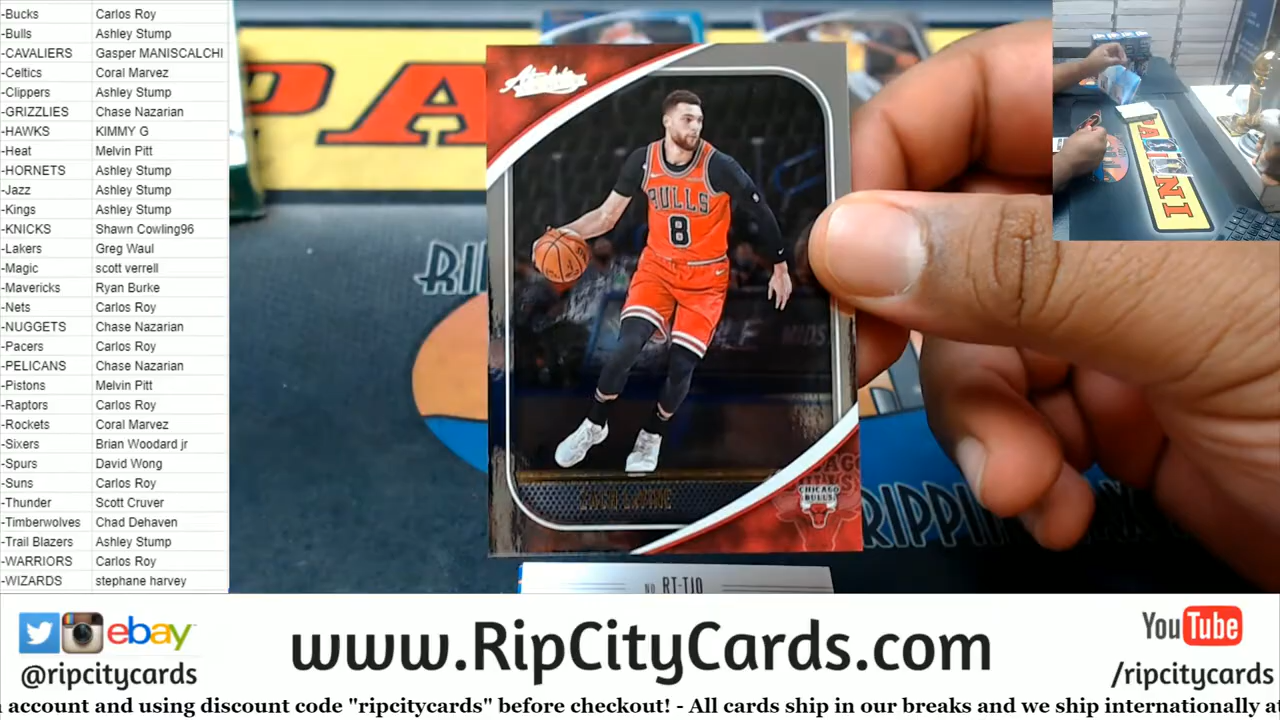 -Bucks Carlos Roy
-Bulls Ashley Stump
-CAVALIERS Gasper MANISCALCHI
-Celtics Coral Marvez
-Clippers Ashley Stump
-GRIZZLIES Chase Nazarian
-HAWKS KIMMY G
-Heat Melvin Pitt
-HORNETS Ashley Stump
-Jazz Ashley Stump
-Kings Ashley Stump
-KNICKS Shawn Cowling96
-Lakers Greg Waul
-Magic scott verrell
-Mavericks Ryan Burke
-Nets Carlos Roy
-NUGGETS Chase Nazarian
-Pacers Carlos Roy
-PELICANS Chase Nazarian
-Pistons Melvin Pitt
-Raptors Carlos Roy
-Rockets Coral Marvez
-Sixers Brian Woodard jr
-Spurs David Wong
-Suns Carlos Roy
-Thunder Scott Cruver
-Timberwolves Chad Dehaven
-Trail Blazers Ashley Stump
-WARRIORS Carlos Roy
-WIZARDS stephane harvey
PA
Absolute
BULLS
8
ZACH LAVINE
CHICAGO
BULLS
RIP
RIPPIN
NO. RT-TJO
PANINI
ebay
@ripcitycards
www.RipCityCards.com
YouTube
/ripcitycards
account and using discount code "ripcitycards" before checkout! - All cards ship in our breaks and we ship internationally